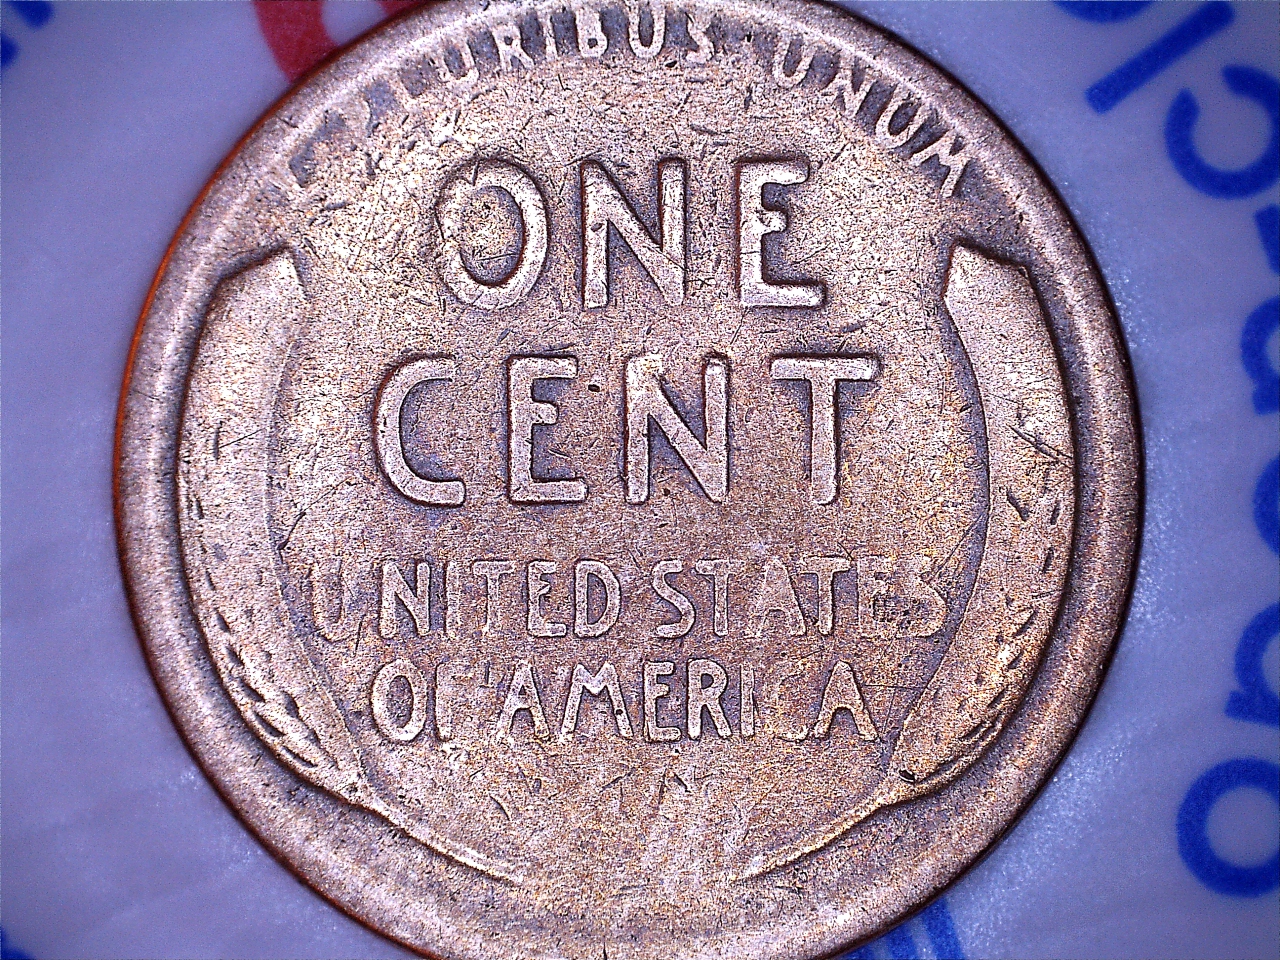 E PLURIBUS · UNUM
ONE
CENT
UNITED STATES
OF AMERICA